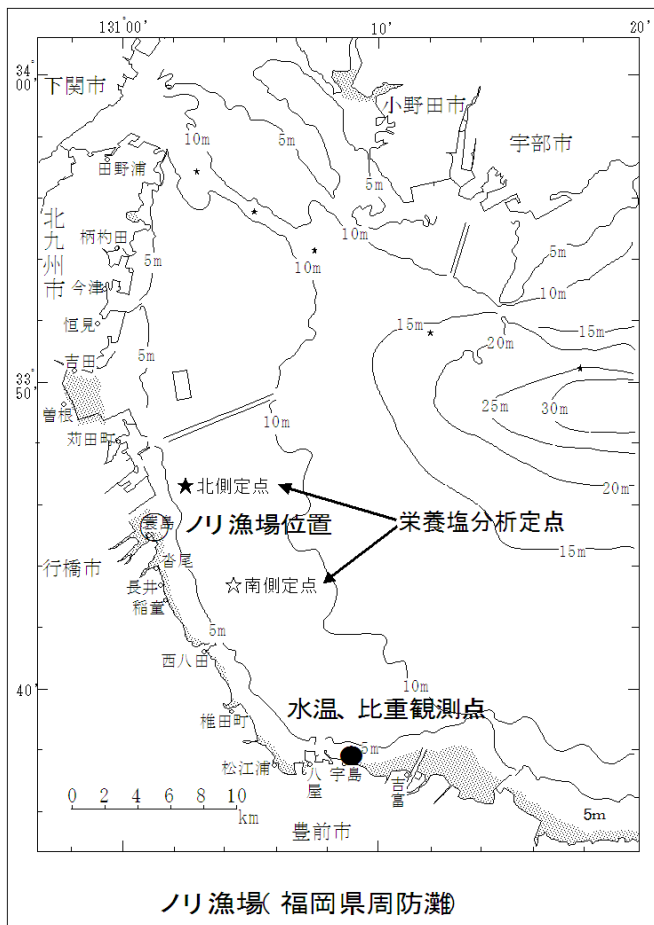 131°00′
10′
20′
34°
00′
下関市
小野田市
宇部市
10m
5m
5m
田野浦
北九州市
柄杓田
5m
10m
10m
5m
10m
今津
恒見
15m
15m
20m
5m
吉田
33°
50′
25m
30m
曽根
10m
苅田町
20m
★北側定点
栄養塩分析定点
蓑島
ノリ漁場位置
15m
行橋市
沓尾
☆南側定点
長井
稲童
5m
西八田
40′
10m
水温、比重観測点
椎田町
5m
松江浦
八屋
宇島
吉富
0 2 4 6 8 10
km
5m
豊前市
ノリ漁場(福岡県周防灘)